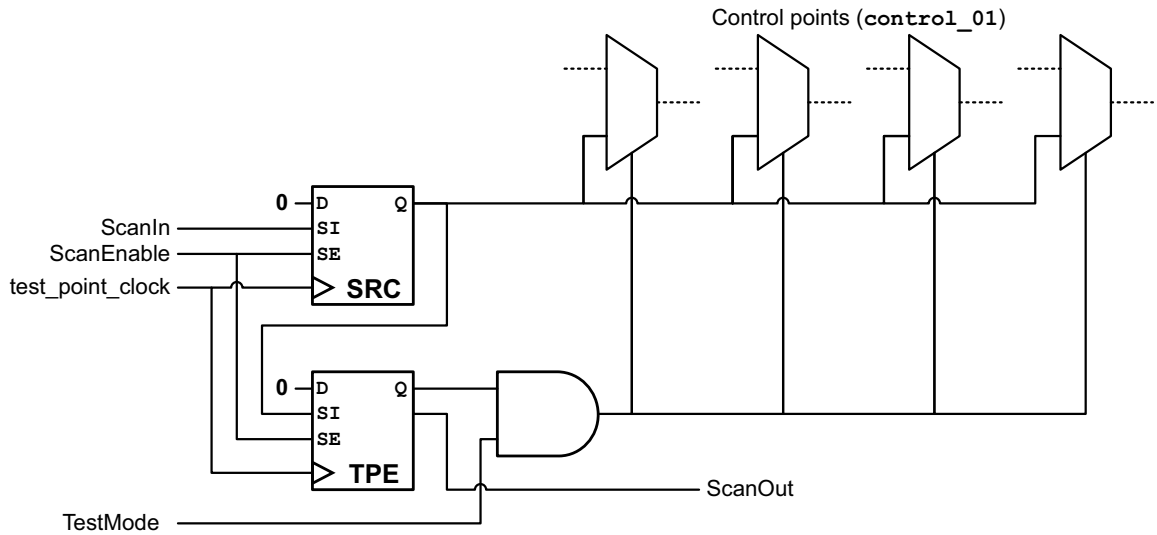 Control points (control_01)
0
D
Q
ScanIn
SI
ScanEnable
SE
test_point_clock
SRC
0
D
Q
SI
SE
TPE
ScanOut
TestMode